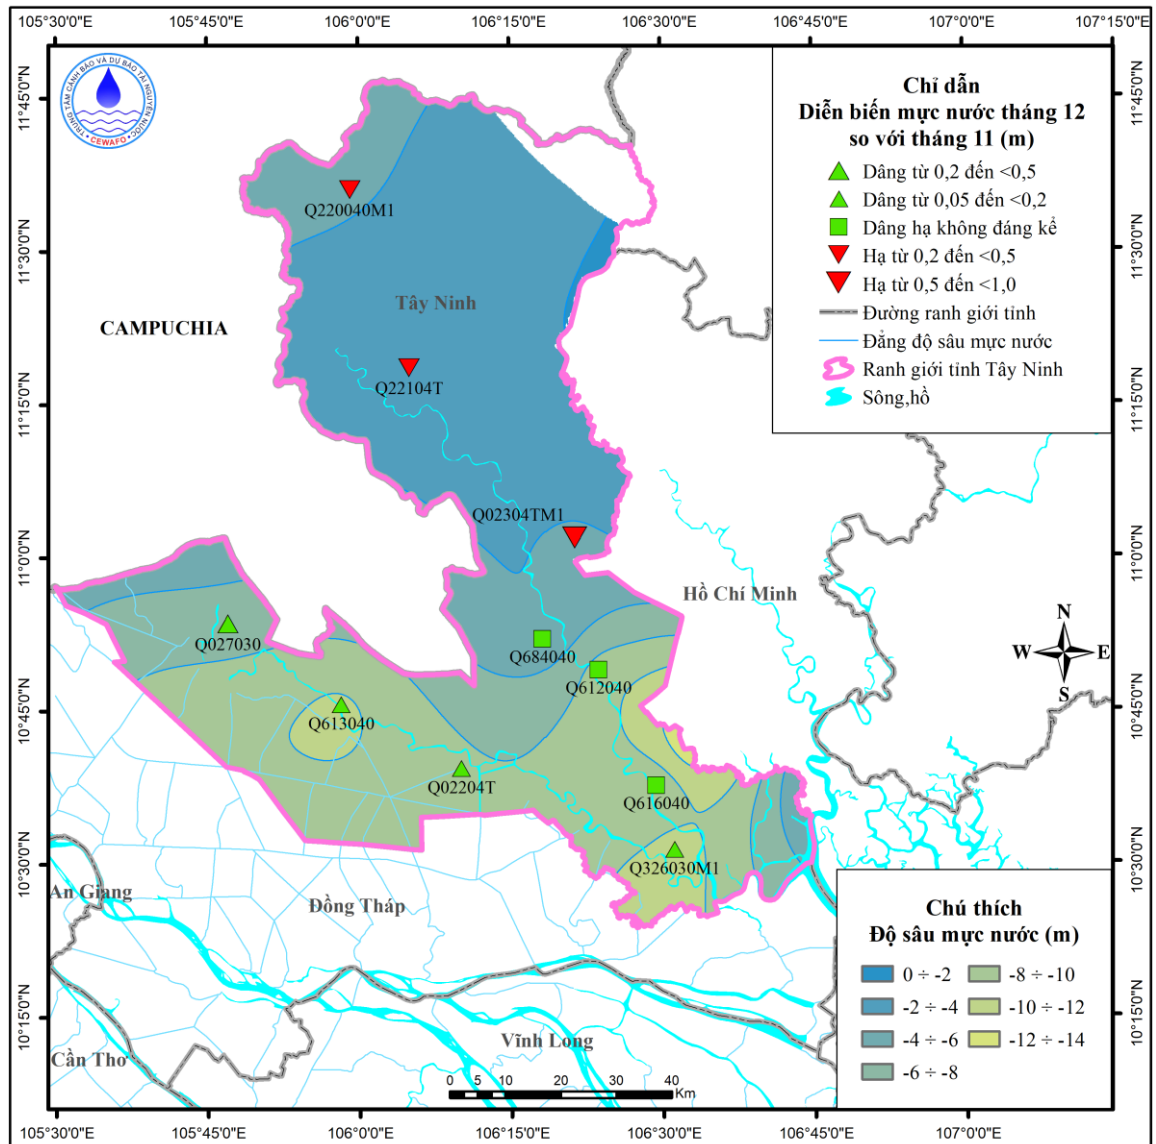 105°30'0"E 105°45'0"E 106°0'0"E 106°15'0"E 106°30'0"E 106°45'0"E 107°0'0"E 107°15'0"E
11°45'0"N
11°30'0"N
11°15'0"N
11°0'0"N
10°45'0"N
10°30'0"N
10°15'0"N
TRUNG TÂM CẢNH BÁO VÀ DỰ BÁO TÀI NGUYÊN NƯỚC
• CEWAFO •
Chỉ dẫn
Diễn biến mực nước tháng 12
so với tháng 11 (m)
Dâng từ 0,2 đến <0,5
Dâng từ 0,05 đến <0,2
Dâng hạ không đáng kể
Hạ từ 0,2 đến <0,5
Hạ từ 0,5 đến <1,0
Đường ranh giới tỉnh
Đẳng độ sâu mực nước
Ranh giới tỉnh Tây Ninh
Sông,hồ
Q220040M1
Tây Ninh
CAMPUCHIA
Q22104T
Q02304TM1
Hồ Chí Minh
Q027030
Q684040
Q612040
Q613040
Q02204T
Q616040
Q326030M1
N
W E
S
An Giang
Đồng Tháp
Vĩnh Long
Cần Thơ
0 5 10 20 30 40
Km
Chú thích
Độ sâu mực nước (m)
0 ÷ -2
-2 ÷ -4
-4 ÷ -6
-6 ÷ -8
-8 ÷ -10
-10 ÷ -12
-12 ÷ -14
11°45'0"N
11°30'0"N
11°15'0"N
11°0'0"N
10°45'0"N
10°30'0"N
10°15'0"N
105°30'0"E 105°45'0"E 106°0'0"E 106°15'0"E 106°30'0"E 106°45'0"E 107°0'0"E